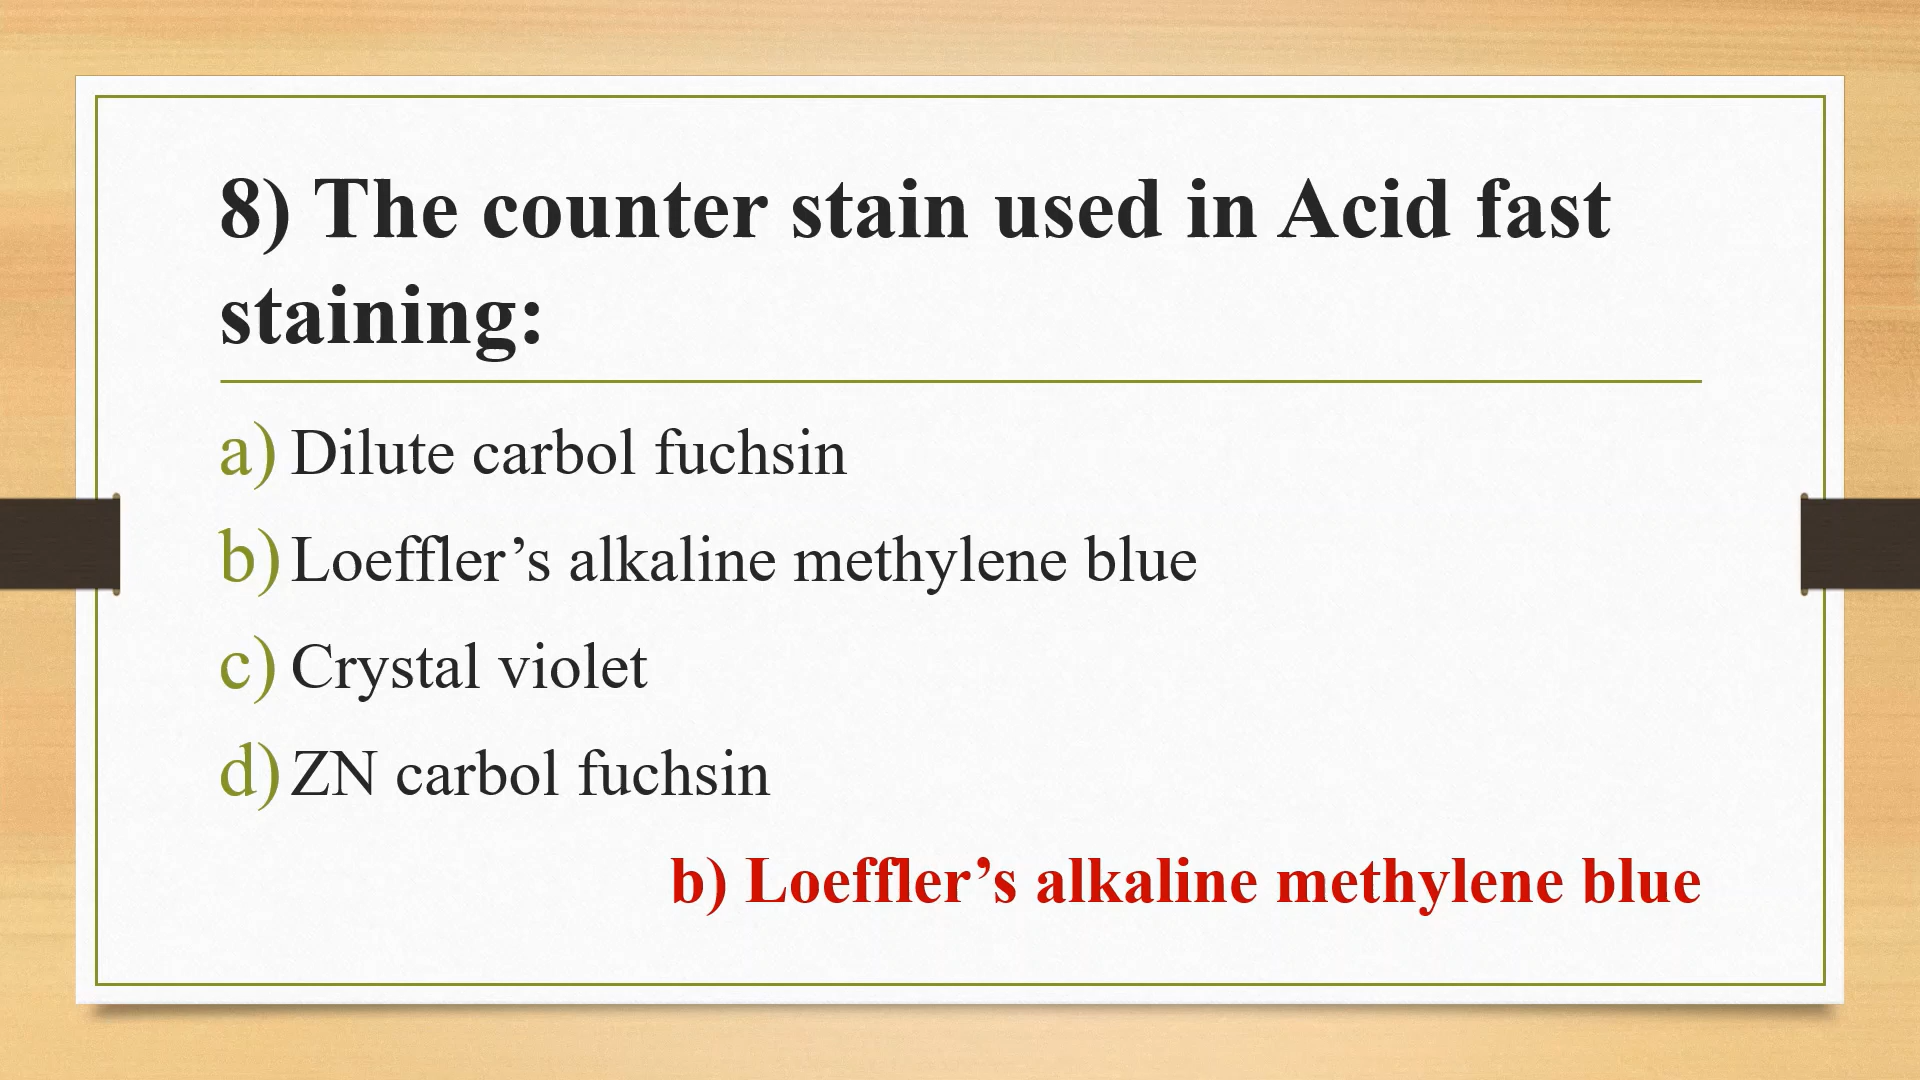 8) The counter stain used in Acid fast
staining:
a) Dilute carbol fuchsin
b) Loeffler’s alkaline methylene blue
c) Crystal violet
d) ZN carbol fuchsin
b) Loeffler’s alkaline methylene blue